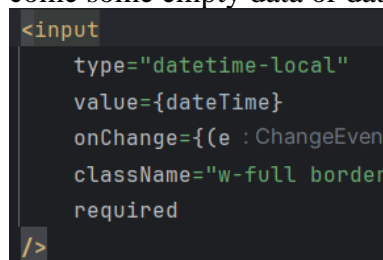 <input
type="datetime-local"
value={dateTime}
onChange={(e : ChangeEven
className="w-full border
required
/>